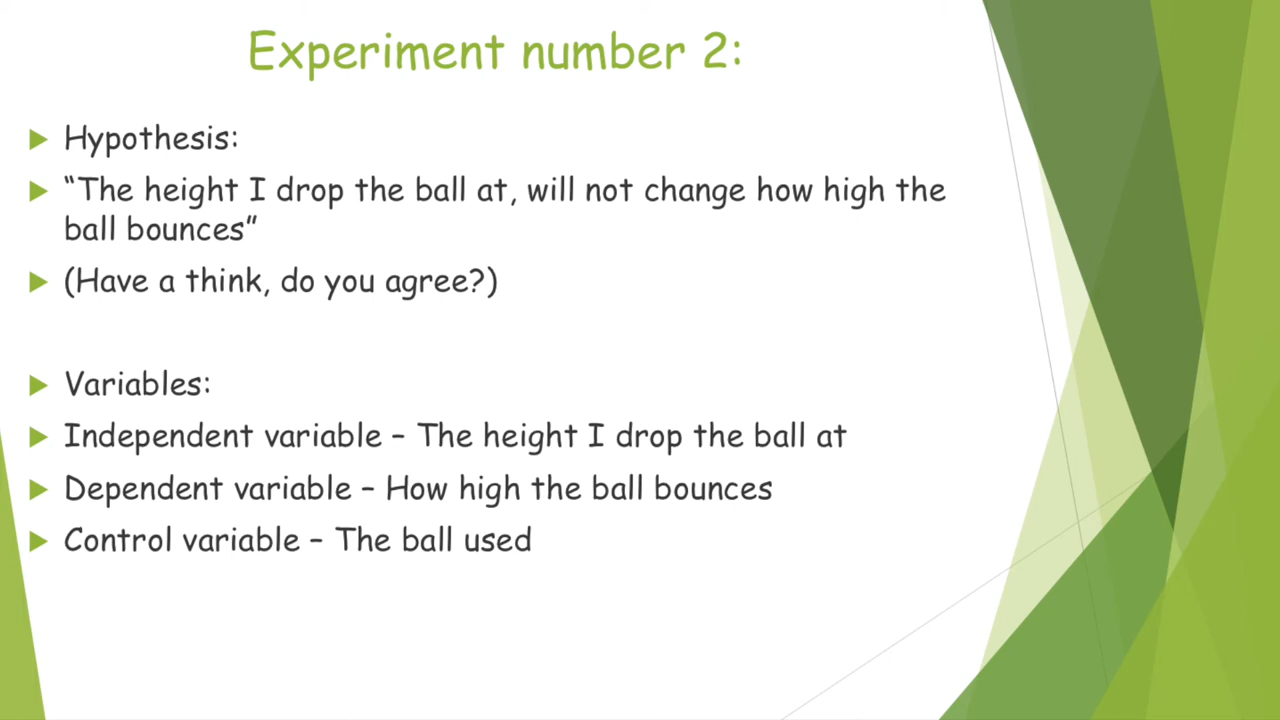 Experiment number 2:
Hypothesis:
“The height I drop the ball at, will not change how high the
ball bounces”
(Have a think, do you agree?)
Variables:
Independent variable – The height I drop the ball at
Dependent variable – How high the ball bounces
Control variable – The ball used